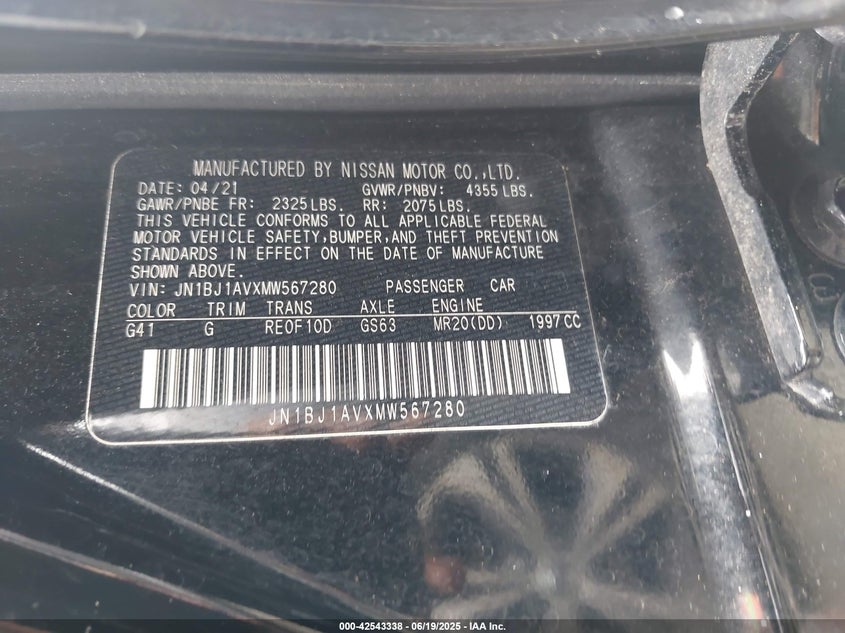 MANUFACTURED BY NISSAN MOTOR CO.,LTD.
DATE: 04/21 GVWR/PNBV: 4355 LBS.
GAWR/PNBE FR: 2325 LBS. RR: 2075 LBS.
THIS VEHICLE CONFORMS TO ALL APPLICABLE FEDERAL
MOTOR VEHICLE SAFETY,BUMPER,AND THEFT PREVENTION
STANDARDS IN EFFECT ON THE DATE OF MANUFACTURE
SHOWN ABOVE.
VIN: JN1BJ1AVXMW567280 PASSENGER CAR
COLOR TRIM TRANS AXLE ENGINE
G41 G RE0F10D GS63 MR20(DD) 1997CC
JN1BJ1AVXMW567280
000-42543338 - 06/19/2025 - IAA Inc.